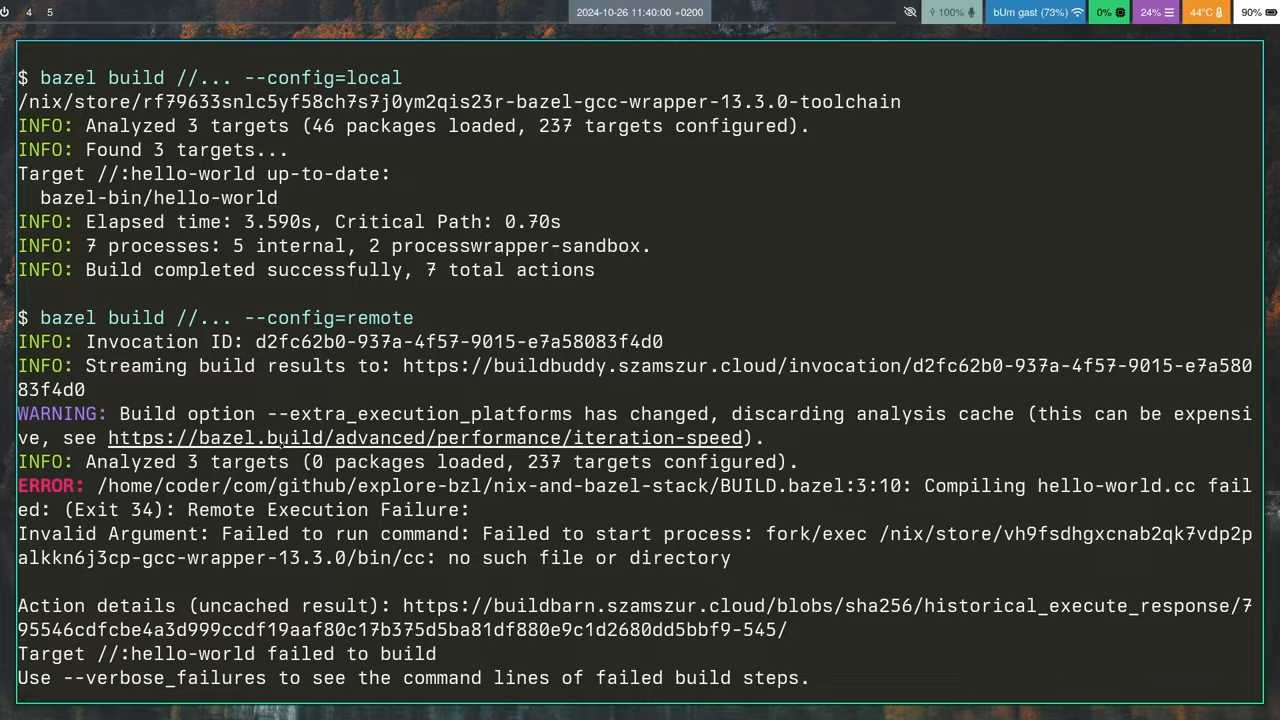 4 5 2024-10-26 11:40:00 +0200 100% bUm gast (73%) 0% 24% 44°C 90%
$ bazel build //... --config=local
/nix/store/rf79633snlc5yf58ch7s7j0ym2qis23r-bazel-gcc-wrapper-13.3.0-toolchain
INFO: Analyzed 3 targets (46 packages loaded, 237 targets configured).
INFO: Found 3 targets...
Target //:hello-world up-to-date:
  bazel-bin/hello-world
INFO: Elapsed time: 3.590s, Critical Path: 0.70s
INFO: 7 processes: 5 internal, 2 processwrapper-sandbox.
INFO: Build completed successfully, 7 total actions
$ bazel build //... --config=remote
INFO: Invocation ID: d2fc62b0-937a-4f57-9015-e7a58083f4d0
INFO: Streaming build results to: https://buildbuddy.szamszur.cloud/invocation/d2fc62b0-937a-4f57-9015-e7a580
83f4d0
WARNING: Build option --extra_execution_platforms has changed, discarding analysis cache (this can be expensi
ve, see https://bazel.build/advanced/performance/iteration-speed).
INFO: Analyzed 3 targets (0 packages loaded, 237 targets configured).
ERROR: /home/coder/com/github/explore-bzl/nix-and-bazel-stack/BUILD.bazel:3:10: Compiling hello-world.cc fail
ed: (Exit 34): Remote Execution Failure:
Invalid Argument: Failed to run command: Failed to start process: fork/exec /nix/store/vh9fsdhgxcnab2qk7vdp2p
alkkn6j3cp-gcc-wrapper-13.3.0/bin/cc: no such file or directory
Action details (uncached result): https://buildbarn.szamszur.cloud/blobs/sha256/historical_execute_response/7
95546cdfcbe4a3d999ccdf19aaf80c17b375d5ba81df880e9c1d2680dd5bbf9-545/
Target //:hello-world failed to build
Use --verbose_failures to see the command lines of failed build steps.